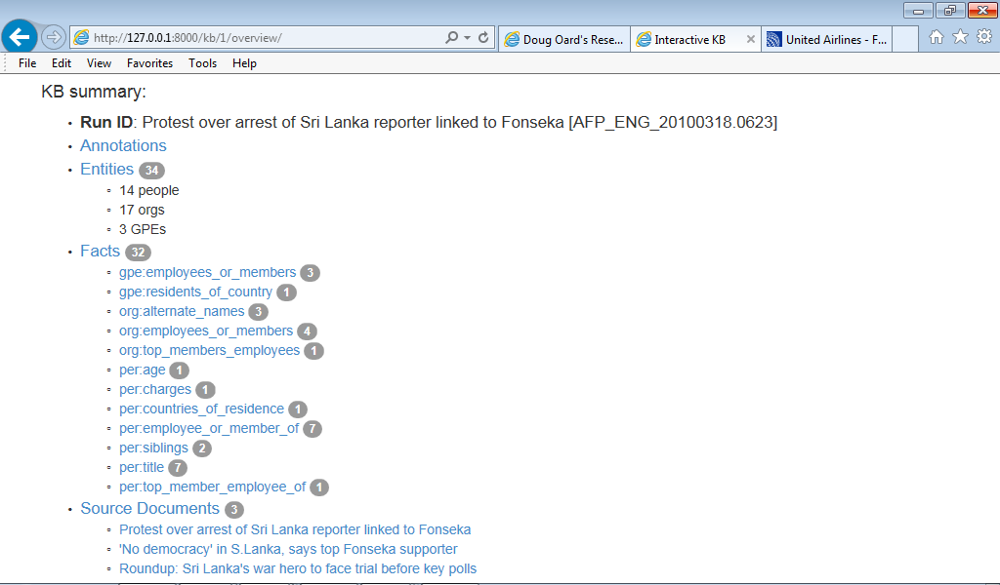 http://127.0.0.1:8000/kb/1/overview/
Doug Oard's Rese...
Interactive KB
United Airlines - F...
File Edit View Favorites Tools Help
KB summary:
Run ID: Protest over arrest of Sri Lanka reporter linked to Fonseka [AFP_ENG_20100318.0623]
Annotations
Entities 34
14 people
17 orgs
3 GPEs
Facts 32
gpe:employees_or_members 3
gpe:residents_of_country 1
org:alternate_names 3
org:employees_or_members 4
org:top_members_employees 1
per:age 1
per:charges 1
per:countries_of_residence 1
per:employee_or_member_of 7
per:siblings 2
per:title 7
per:top_member_employee_of 1
Source Documents 3
Protest over arrest of Sri Lanka reporter linked to Fonseka
'No democracy' in S.Lanka, says top Fonseka supporter
Roundup: Sri Lanka's war hero to face trial before key polls